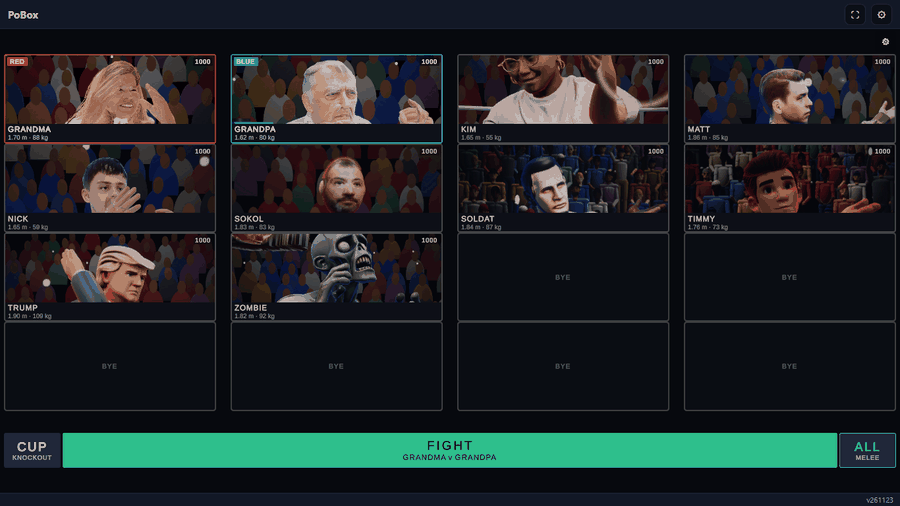 PoBox
RED
1000
GRANDMA
1.70 m · 88 kg
BLUE
1000
GRANDPA
1.62 m · 80 kg
1000
KIM
1.65 m · 55 kg
1000
MATT
1.86 m · 85 kg
1000
NICK
1.65 m · 59 kg
1000
SOKOL
1.83 m · 83 kg
1000
SOLDAT
1.84 m · 87 kg
1000
TIMMY
1.76 m · 73 kg
1000
TRUMP
1.90 m · 109 kg
1000
ZOMBIE
1.82 m · 92 kg
BYE
BYE
BYE
BYE
BYE
BYE
CUP
KNOCKOUT
FIGHT
GRANDMA v GRANDPA
ALL
MELEE
v261123